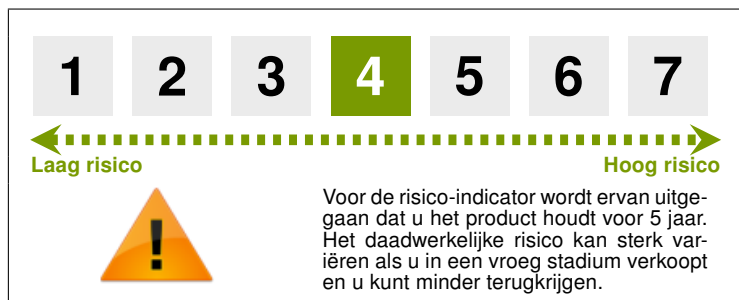 1 2 3 4 5 6 7
Laag risico Hoog risico
!
Voor de risico-indicator wordt ervan uitge-
gaan dat u het product houdt voor 5 jaar.
Het daadwerkelijke risico kan sterk var-
iëren als u in een vroeg stadium verkoopt
en u kunt minder terugkrijgen.